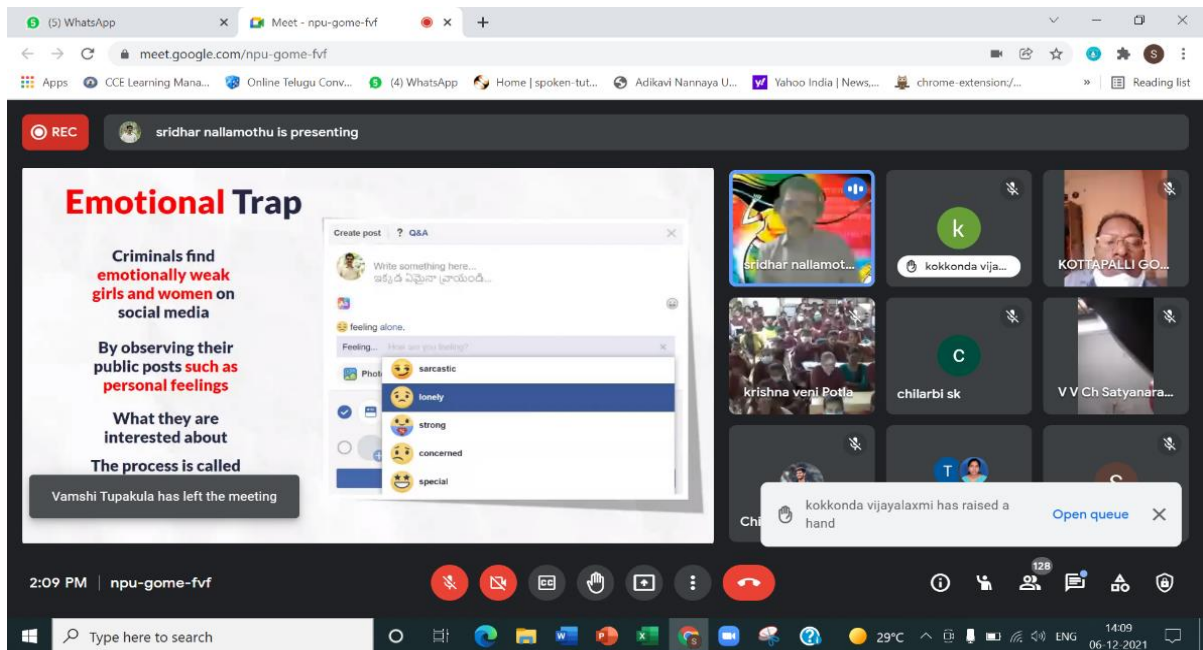 (5) WhatsApp
Meet - npu-gome-fvf
meet.google.com/npu-gome-fvf
S
Apps
CCE Learning Mana...
Online Telugu Conv...
(4) WhatsApp
Home | spoken-tut...
Adikavi Nannaya U...
Yahoo India | News,...
chrome-extension:/...
»
Reading list
REC
sridhar nallamothu is presenting
Emotional Trap
Criminals find
emotionally weak
girls and women on
social media
By observing their
public posts such as
personal feelings
What they are
interested about
The process is called
Create post
? Q&A
Write something here...
ఇక్కడ ఏమైనా వ్రాయండి...
feeling alone.
Feeling...
How are you feeling?
Phot
sarcastic
lonely
strong
concerned
special
Vamshi Tupakula has left the meeting
sridhar nallamot...
k
kokkonda vija...
KOTTAPALLI GO...
krishna veni Potla
C
chilarbi sk
V V Ch Satyanara...
Chi
T
kokkonda vijayalaxmi has raised a
hand
Open queue
2:09 PM | npu-gome-fvf
CC
128
Type here to search
29°C
ENG
14:09
06-12-2021